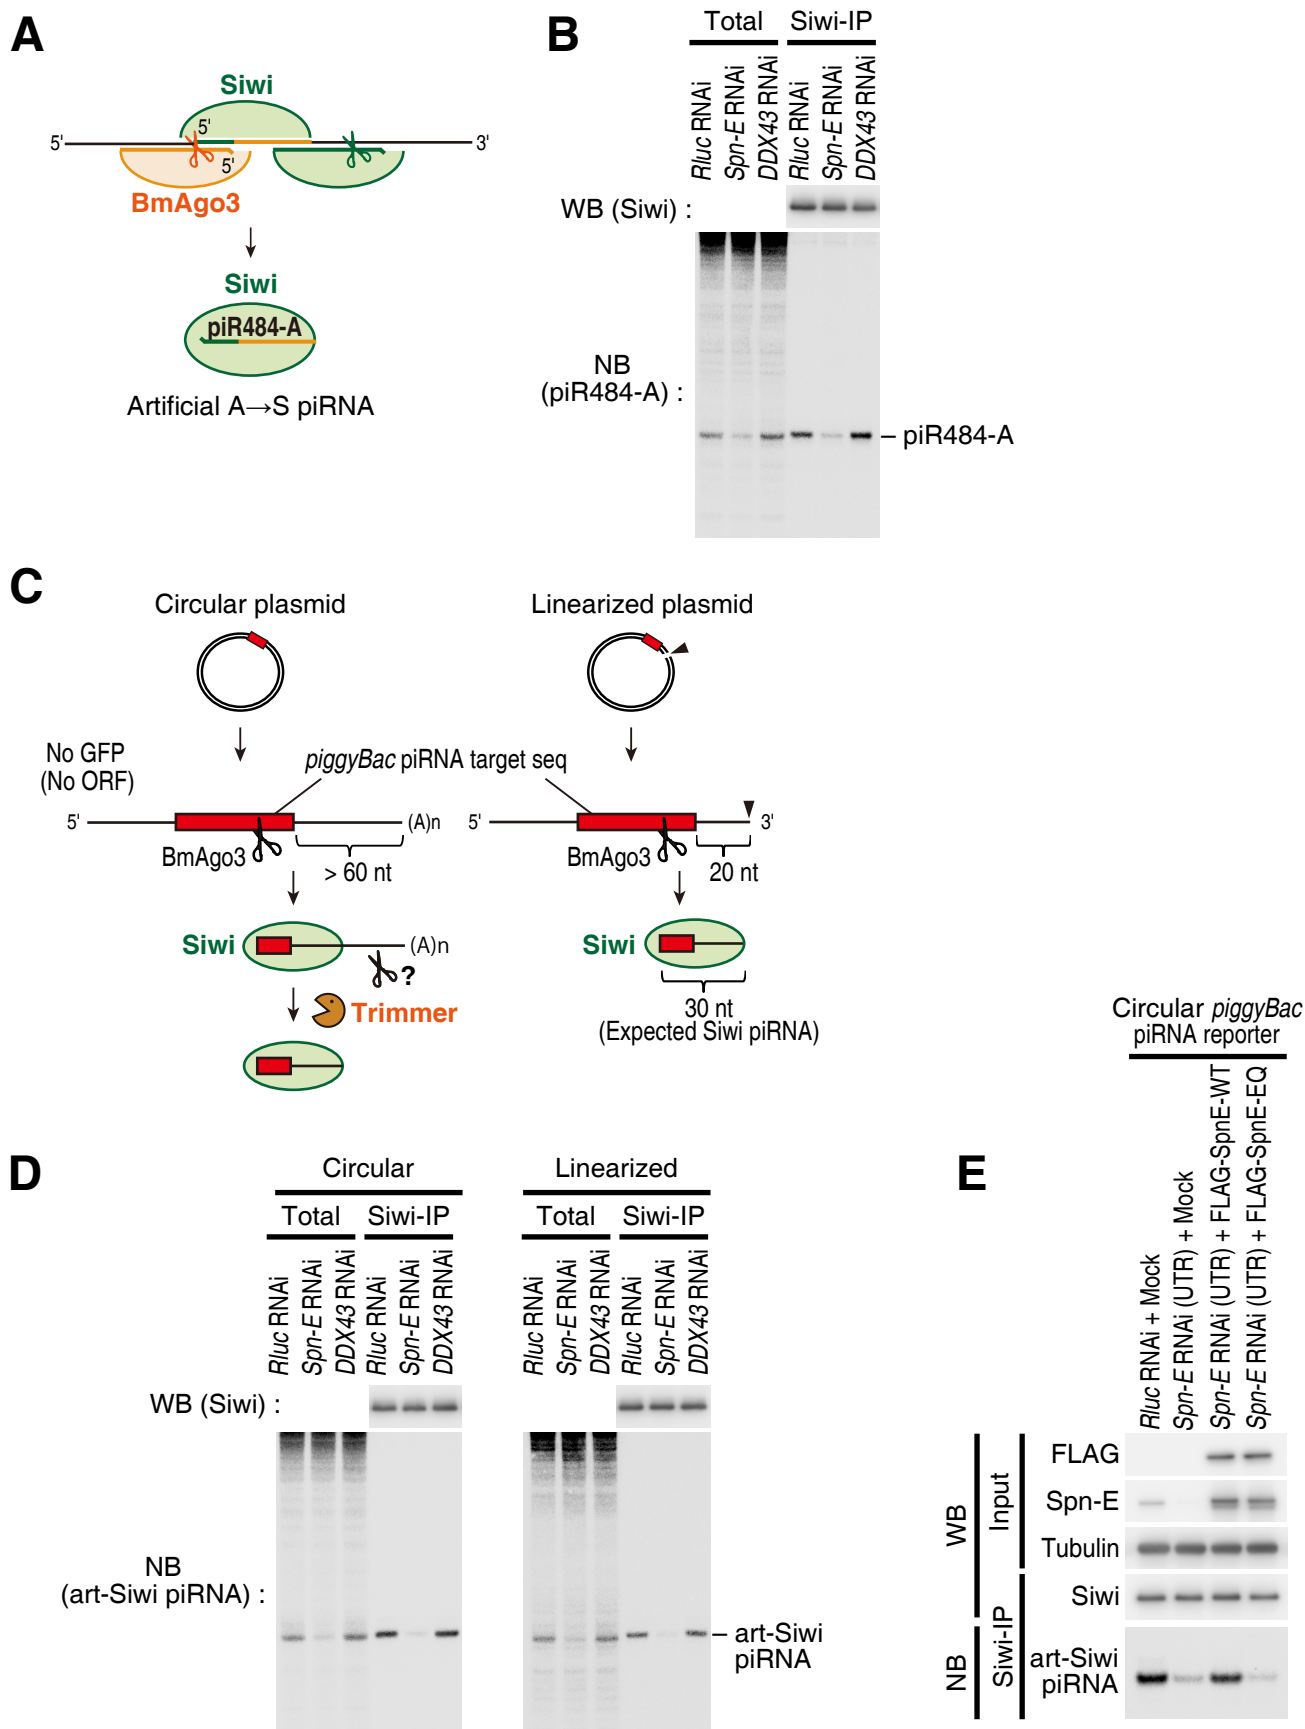 A
Siwi
5'
5'
3'
5'
BmAgo3
Siwi
piR484-A
Artificial A→S piRNA
B
Total
Siwi-IP
Rluc RNAi
Spn-E RNAi
DDX43 RNAi
Rluc RNAi
Spn-E RNAi
DDX43 RNAi
WB (Siwi) :
NB
(piR484-A) :
piR484-A
C
Circular plasmid
Linearized plasmid
No GFP
(No ORF)
piggyBac piRNA target seq
5'
(A)n
5'
3'
BmAgo3
> 60 nt
BmAgo3
20 nt
Siwi
(A)n
?
Siwi
Trimmer
30 nt
(Expected Siwi piRNA)
D
Circular
Linearized
Total
Siwi-IP
Total
Siwi-IP
Rluc RNAi
Spn-E RNAi
DDX43 RNAi
Rluc RNAi
Spn-E RNAi
DDX43 RNAi
Rluc RNAi
Spn-E RNAi
DDX43 RNAi
Rluc RNAi
Spn-E RNAi
DDX43 RNAi
WB (Siwi) :
NB
(art-Siwi piRNA) :
art-Siwi
piRNA
E
Circular piggyBac
piRNA reporter
Rluc RNAi + Mock
Spn-E RNAi (UTR) + Mock
Spn-E RNAi (UTR) + FLAG-SpnE-WT
Spn-E RNAi (UTR) + FLAG-SpnE-EQ
WB
Input
FLAG
Spn-E
Tubulin
NB
Siwi-IP
Siwi
art-Siwi
piRNA